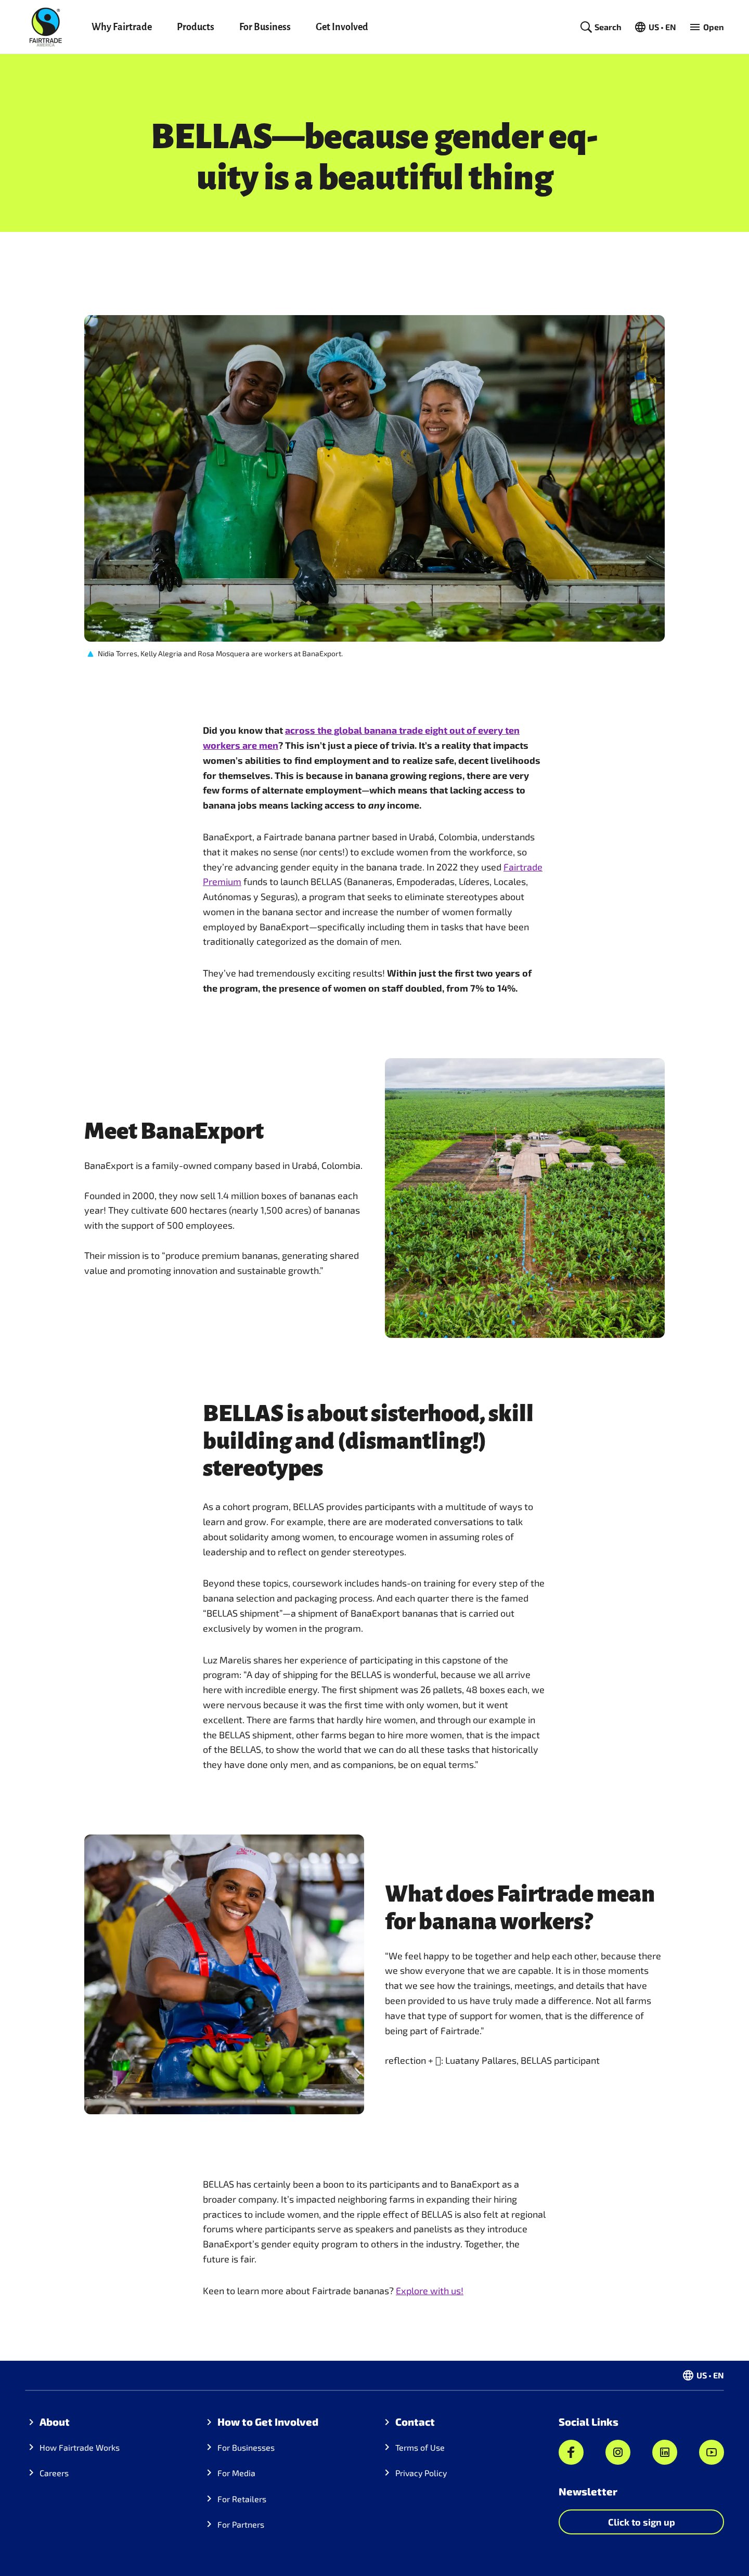 FAIRTRADE
AMERICA
Why Fairtrade
Products
For Business
Get Involved
Search
US • EN
Open
BELLAS—because gender eq-
uity is a beautiful thing
Nidia Torres, Kelly Alegria and Rosa Mosquera are workers at BanaExport.
Did you know that across the global banana trade eight out of every ten
workers are men? This isn't just a piece of trivia. It's a reality that impacts
women's abilities to find employment and to realize safe, decent livelihoods
for themselves. This is because in banana growing regions, there are very
few forms of alternate employment—which means that lacking access to
banana jobs means lacking access to any income.
BanaExport, a Fairtrade banana partner based in Urabá, Colombia, understands
that it makes no sense (nor cents!) to exclude women from the workforce, so
they're advancing gender equity in the banana trade. In 2022 they used Fairtrade
Premium funds to launch BELLAS (Bananeras, Empoderadas, Líderes, Locales,
Autónomas y Seguras), a program that seeks to eliminate stereotypes about
women in the banana sector and increase the number of women formally
employed by BanaExport—specifically including them in tasks that have been
traditionally categorized as the domain of men.
They've had tremendously exciting results! Within just the first two years of
the program, the presence of women on staff doubled, from 7% to 14%.
Meet BanaExport
BanaExport is a family-owned company based in Urabá, Colombia.
Founded in 2000, they now sell 1.4 million boxes of bananas each
year! They cultivate 600 hectares (nearly 1,500 acres) of bananas
with the support of 500 employees.
Their mission is to "produce premium bananas, generating shared
value and promoting innovation and sustainable growth."
BELLAS is about sisterhood, skill
building and (dismantling!)
stereotypes
As a cohort program, BELLAS provides participants with a multitude of ways to
learn and grow. For example, there are are moderated conversations to talk
about solidarity among women, to encourage women in assuming roles of
leadership and to reflect on gender stereotypes.
Beyond these topics, coursework includes hands-on training for every step of the
banana selection and packaging process. And each quarter there is the famed
"BELLAS shipment"—a shipment of BanaExport bananas that is carried out
exclusively by women in the program.
Luz Marelis shares her experience of participating in this capstone of the
program: "A day of shipping for the BELLAS is wonderful, because we all arrive
here with incredible energy. The first shipment was 26 pallets, 48 boxes each, we
were nervous because it was the first time with only women, but it went
excellent. There are farms that hardly hire women, and through our example in
the BELLAS shipment, other farms began to hire more women, that is the impact
of the BELLAS, to show the world that we can do all these tasks that historically
they have done only men, and as companions, be on equal terms."
What does Fairtrade mean
for banana workers?
"We feel happy to be together and help each other, because there
we show everyone that we are capable. It is in those moments
that we see how the trainings, meetings, and details that have
been provided to us have truly made a difference. Not all farms
have that type of support for women, that is the difference of
being part of Fairtrade."
reflection + : Luatany Pallares, BELLAS participant
BELLAS has certainly been a boon to its participants and to BanaExport as a
broader company. It's impacted neighboring farms in expanding their hiring
practices to include women, and the ripple effect of BELLAS is also felt at regional
forums where participants serve as speakers and panelists as they introduce
BanaExport's gender equity program to others in the industry. Together, the
future is fair.
Keen to learn more about Fairtrade bananas? Explore with us!
US • EN
About
How Fairtrade Works
Careers
How to Get Involved
For Businesses
For Media
For Retailers
For Partners
Contact
Terms of Use
Privacy Policy
Social Links
Newsletter
Click to sign up